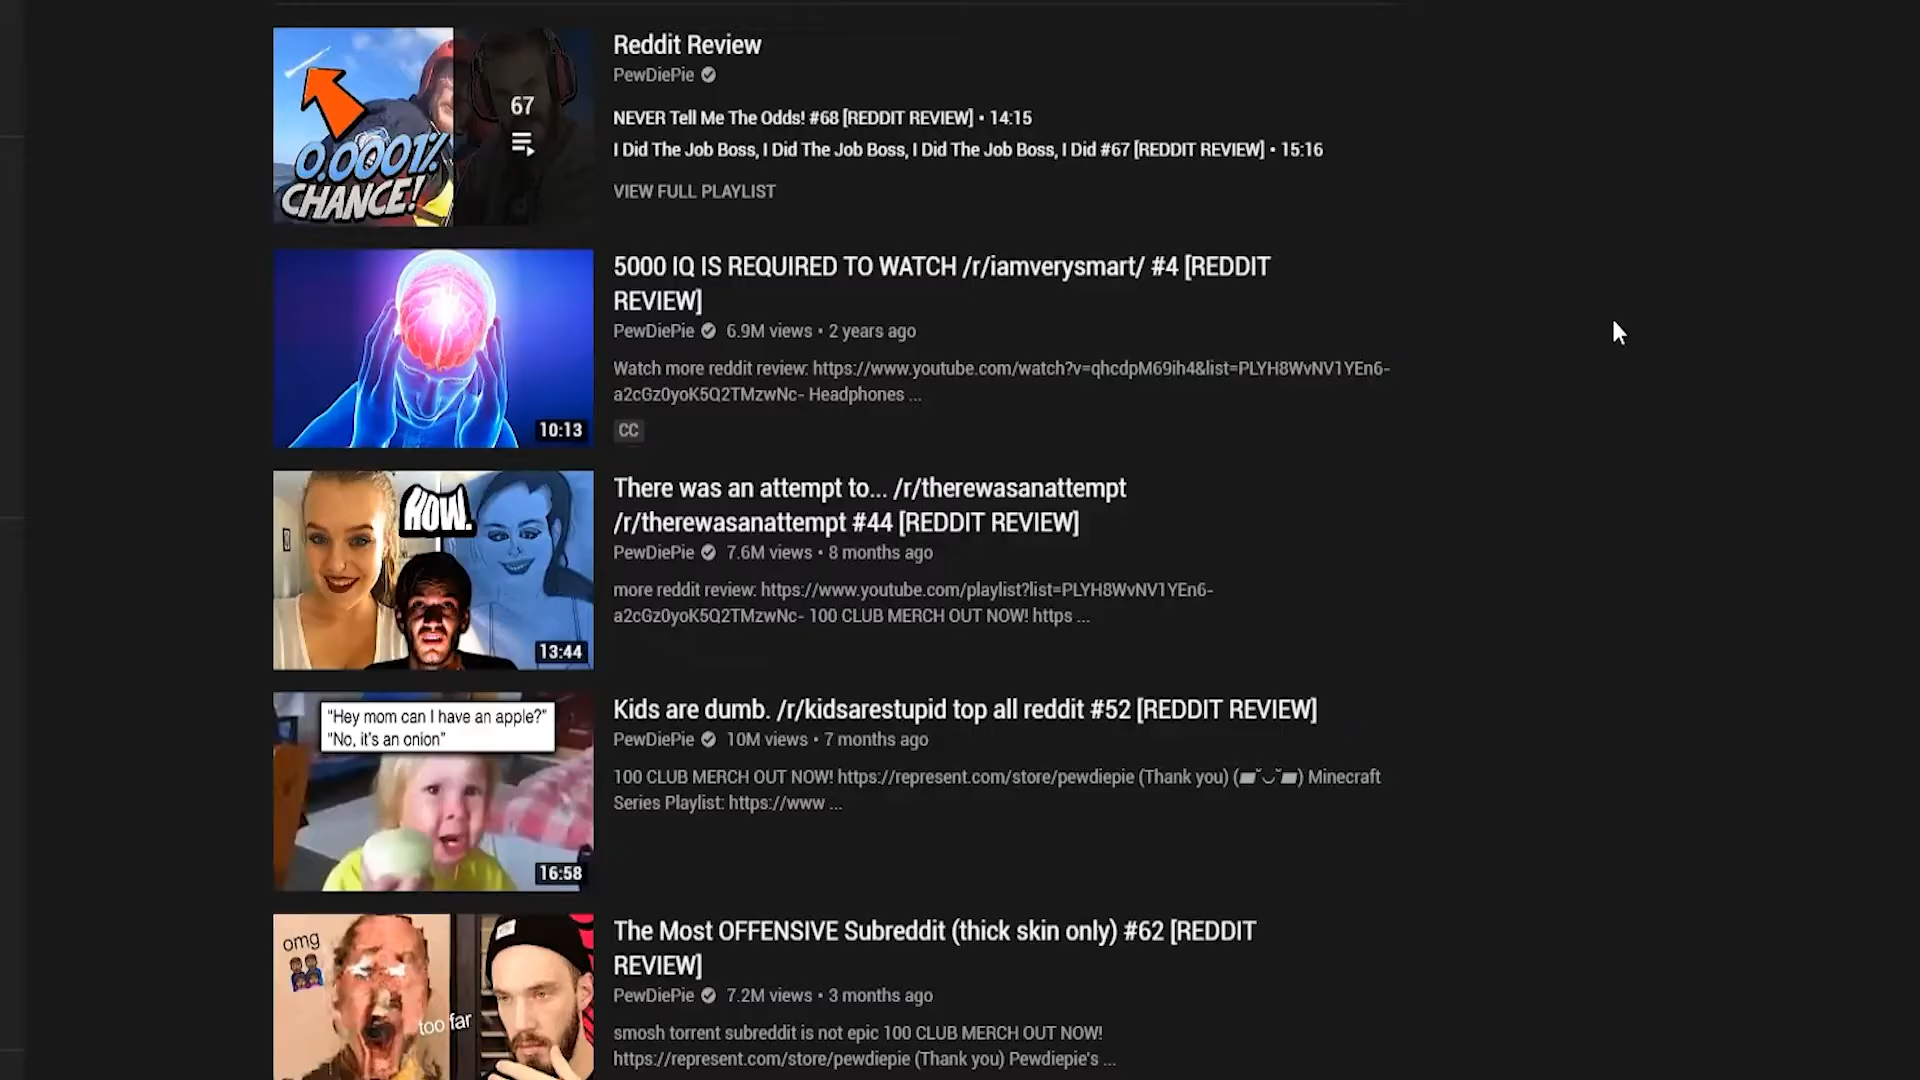 Reddit Review
PewDiePie
67
NEVER Tell Me The Odds! #68 [REDDIT REVIEW] • 14:15
0.0001%
CHANCE!
I Did The Job Boss, I Did The Job Boss, I Did The Job Boss, I Did #67 [REDDIT REVIEW] • 15:16
VIEW FULL PLAYLIST
5000 IQ IS REQUIRED TO WATCH /r/iamverysmart/ #4 [REDDIT
REVIEW]
PewDiePie 6.9M views • 2 years ago
Watch more reddit review: https://www.youtube.com/watch?v=qhcdpM69ih4&list=PLYH8WvNV1YEn6-
a2cGz0yoK5Q2TMzwNc- Headphones ...
10:13
CC
HOW.
There was an attempt to... /r/therewasanattempt
/r/therewasanattempt #44 [REDDIT REVIEW]
PewDiePie 7.6M views • 8 months ago
more reddit review: https://www.youtube.com/playlist?list=PLYH8WvNV1YEn6-
a2cGz0yoK5Q2TMzwNc- 100 CLUB MERCH OUT NOW! https ...
13:44
"Hey mom can I have an apple?"
"No, it's an onion"
Kids are dumb. /r/kidsarestupid top all reddit #52 [REDDIT REVIEW]
PewDiePie 10M views • 7 months ago
100 CLUB MERCH OUT NOW! https://represent.com/store/pewdiepie (Thank you) (▰˘◡˘▰) Minecraft
Series Playlist: https://www ...
16:58
omg
too far
The Most OFFENSIVE Subreddit (thick skin only) #62 [REDDIT
REVIEW]
PewDiePie 7.2M views • 3 months ago
smosh torrent subreddit is not epic 100 CLUB MERCH OUT NOW!
https://represent.com/store/pewdiepie (Thank you) Pewdiepie's ...